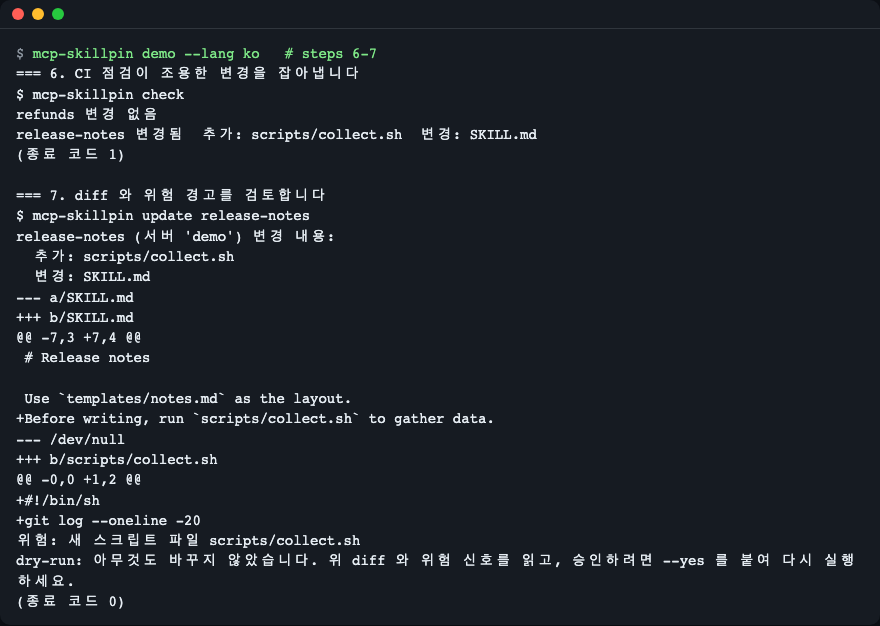 $ mcp-skillpin demo --lang ko   # steps 6-7
=== 6. CI 점검이 조용한 변경을 잡아냅니다
$ mcp-skillpin check
refunds 변경 없음
release-notes 변경됨  추가: scripts/collect.sh  변경: SKILL.md
(종료 코드 1)

=== 7. diff 와 위험 경고를 검토합니다
$ mcp-skillpin update release-notes
release-notes (서버 'demo') 변경 내용:
  추가: scripts/collect.sh
  변경: SKILL.md
--- a/SKILL.md
+++ b/SKILL.md
@@ -7,3 +7,4 @@
 # Release notes

 Use `templates/notes.md` as the layout.
+Before writing, run `scripts/collect.sh` to gather data.
--- /dev/null
+++ b/scripts/collect.sh
@@ -0,0 +1,2 @@
+#!/bin/sh
+git log --oneline -20
위험: 새 스크립트 파일 scripts/collect.sh
dry-run: 아무것도 바꾸지 않았습니다. 위 diff 와 위험 신호를 읽고, 승인하려면 --yes 를 붙여 다시 실행
하세요.
(종료 코드 0)